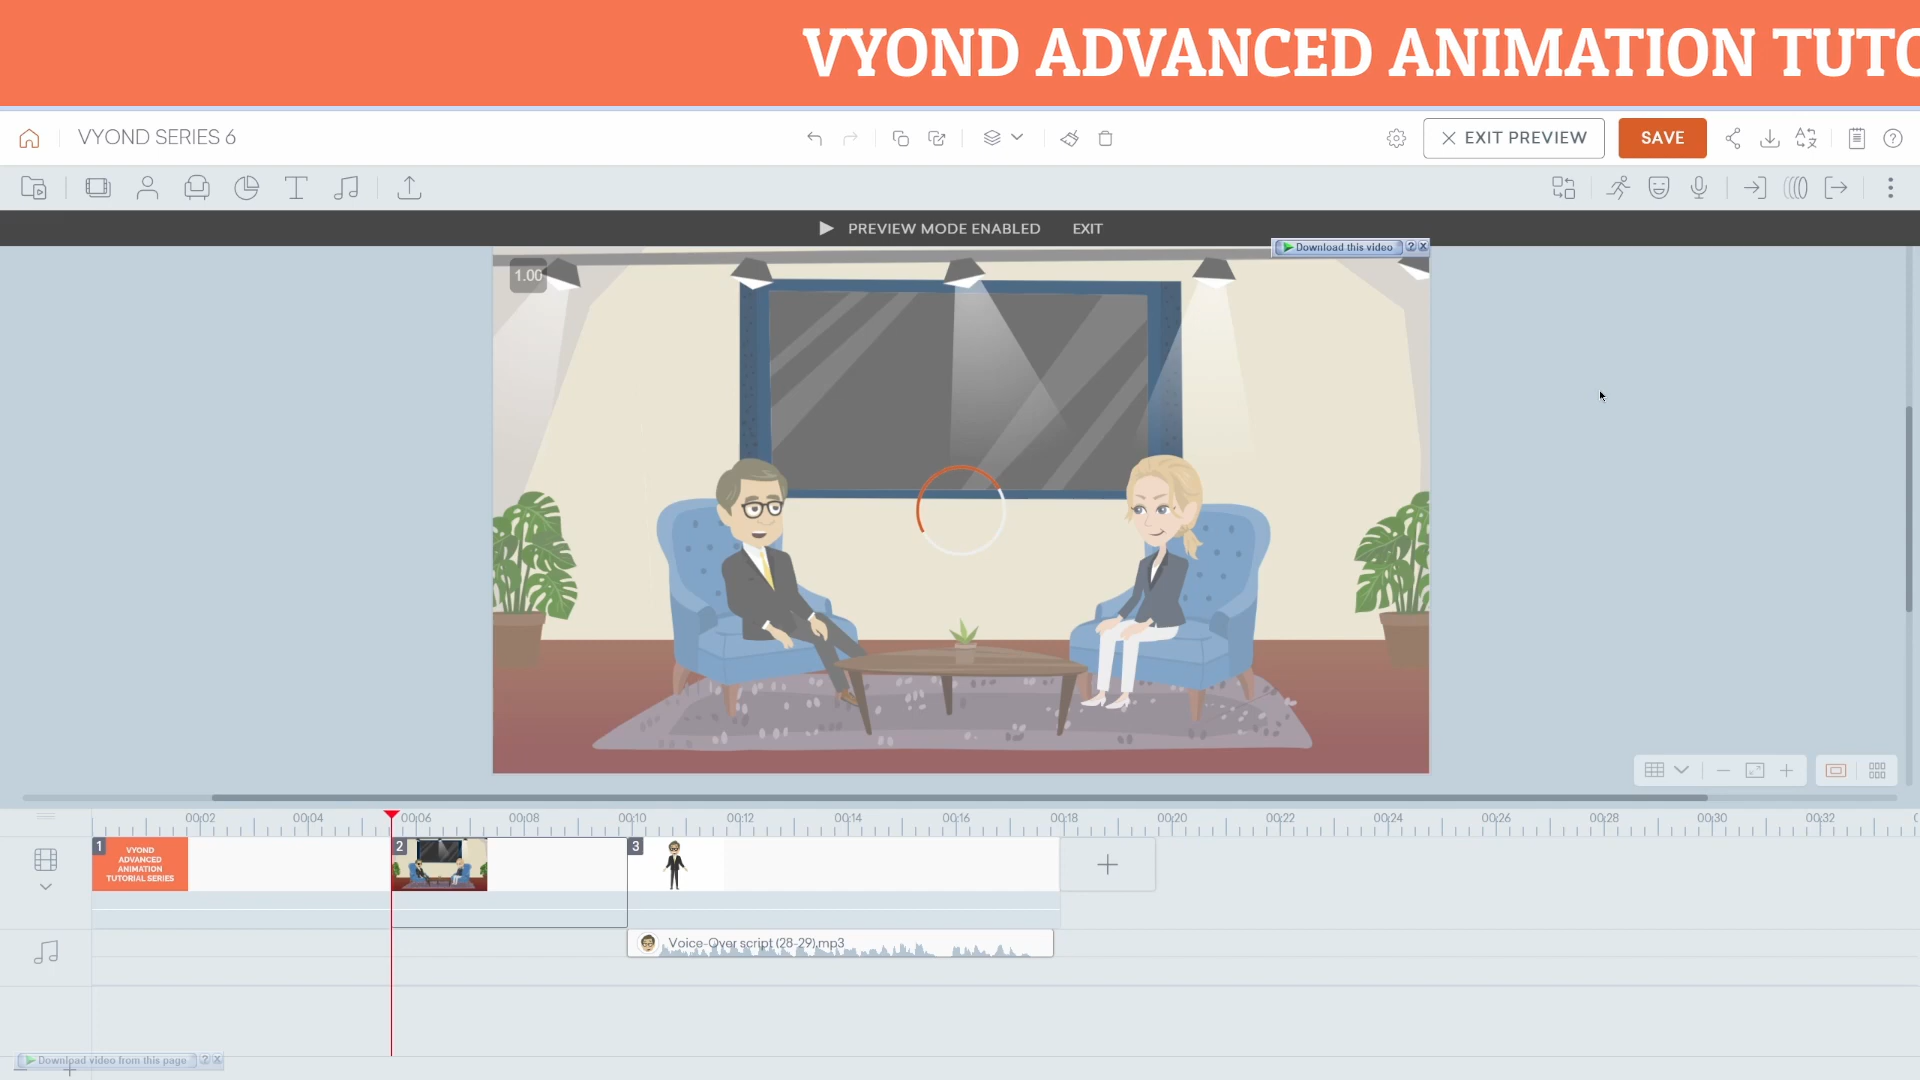 VYOND ADVANCED ANIMATION TUTO
VYOND SERIES 6
EXIT PREVIEW
SAVE
PREVIEW MODE ENABLED
EXIT
Download this video
1.00
00:02
00:04
00:06
00:08
00:10
00:12
00:14
00:16
00:18
00:20
00:22
00:24
00:26
00:28
00:30
00:32
1
VYOND
ADVANCED
ANIMATION
TUTORIAL SERIES
2
3
Voice-Over script (28-29).mp3
Download video from this page